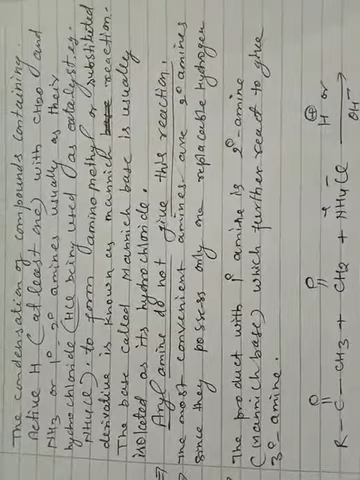 The condensation of compounds containing
Active H (at least one) with CH2O and
NH3 or 1°-2° amines usually as their
hydrochloride (HCl being used as catalyst eg.
NH4Cl). to form aminomethyl or substituted
derivative is known as mannich reaction.
The base called Mannich base is usually
isolated as its hydrochloride.
⇒ Aryl amine do not give this reaction.
→ The most convenient amines are 2° amines
since they possess only one replacable hydrogen
The product with 1° amine is 2°-amine
(Mannich base) which further react to give
3° amine.
O O
R-C-CH3 + CH2 + NH4Cl H⊕ or OH- →